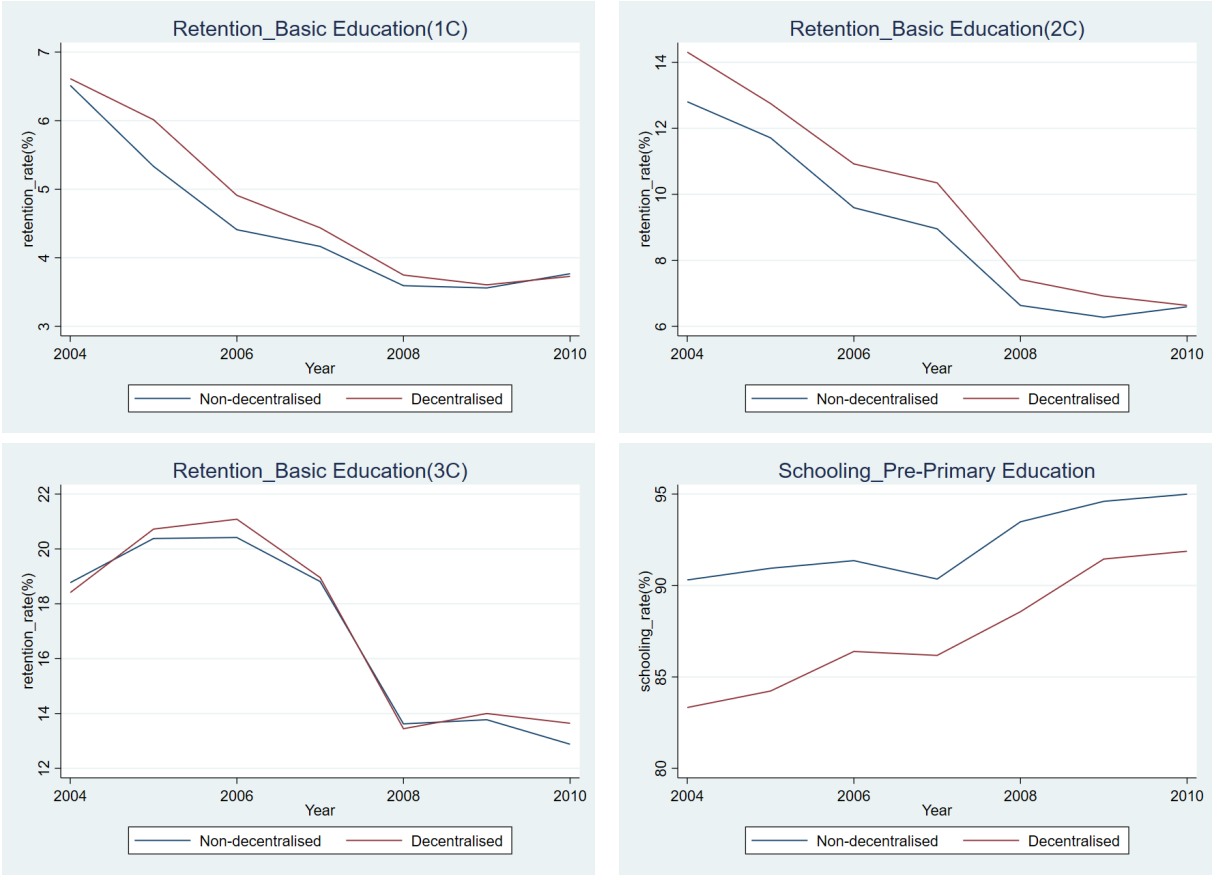 Retention_Basic Education(1C)
retention_rate(%)
7
6
5
4
3
2004 2006 2008 2010
Year
Non-decentralised Decentralised
Retention_Basic Education(2C)
retention_rate(%)
14
12
10
8
6
2004 2006 2008 2010
Year
Non-decentralised Decentralised
Retention_Basic Education(3C)
retention_rate(%)
22
20
18
16
14
12
2004 2006 2008 2010
Year
Non-decentralised Decentralised
Schooling_Pre-Primary Education
schooling_rate(%)
95
90
85
80
2004 2006 2008 2010
Year
Non-decentralised Decentralised